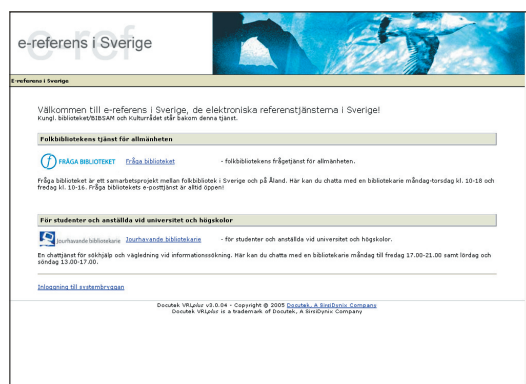 e-ref
e-referens i Sverige
E-referens i Sverige
Välkommen till e-referens i Sverige, de elektroniska referenstjänsterna i Sverige!
Kungl. biblioteket/BIBSAM och Kulturrådet står bakom denna tjänst.
Folkbibliotekens tjänst för allmänheten
FRÅGA BIBLIOTEKET Fråga biblioteket - folkbibliotekens frågetjänst för allmänheten.
Fråga biblioteket är ett samarbetsprojekt mellan folkbibliotek i Sverige och på Åland. Här kan du chatta med en bibliotekarie måndag-torsdag kl. 10-18 och
fredag kl. 10-16. Fråga bibliotekets e-posttjänst är alltid öppen!
För studenter och anställda vid universitet och högskolor
Jourhavande bibliotekarie Jourhavande bibliotekarie - för studenter och anställda vid universitet och högskolor.
En chattjänst för sökhjälp och vägledning vid informationssökning. Här kan du chatta med en bibliotekarie måndag till fredag 17.00-21.00 samt lördag och
söndag 13.00-17.00.
Inloggning till systembryggan
Docutek VRLplus v3.0.04 - Copyright © 2005 Docutek, A SirsiDynix Company
Docutek VRLplus is a trademark of Docutek, A SirsiDynix Company